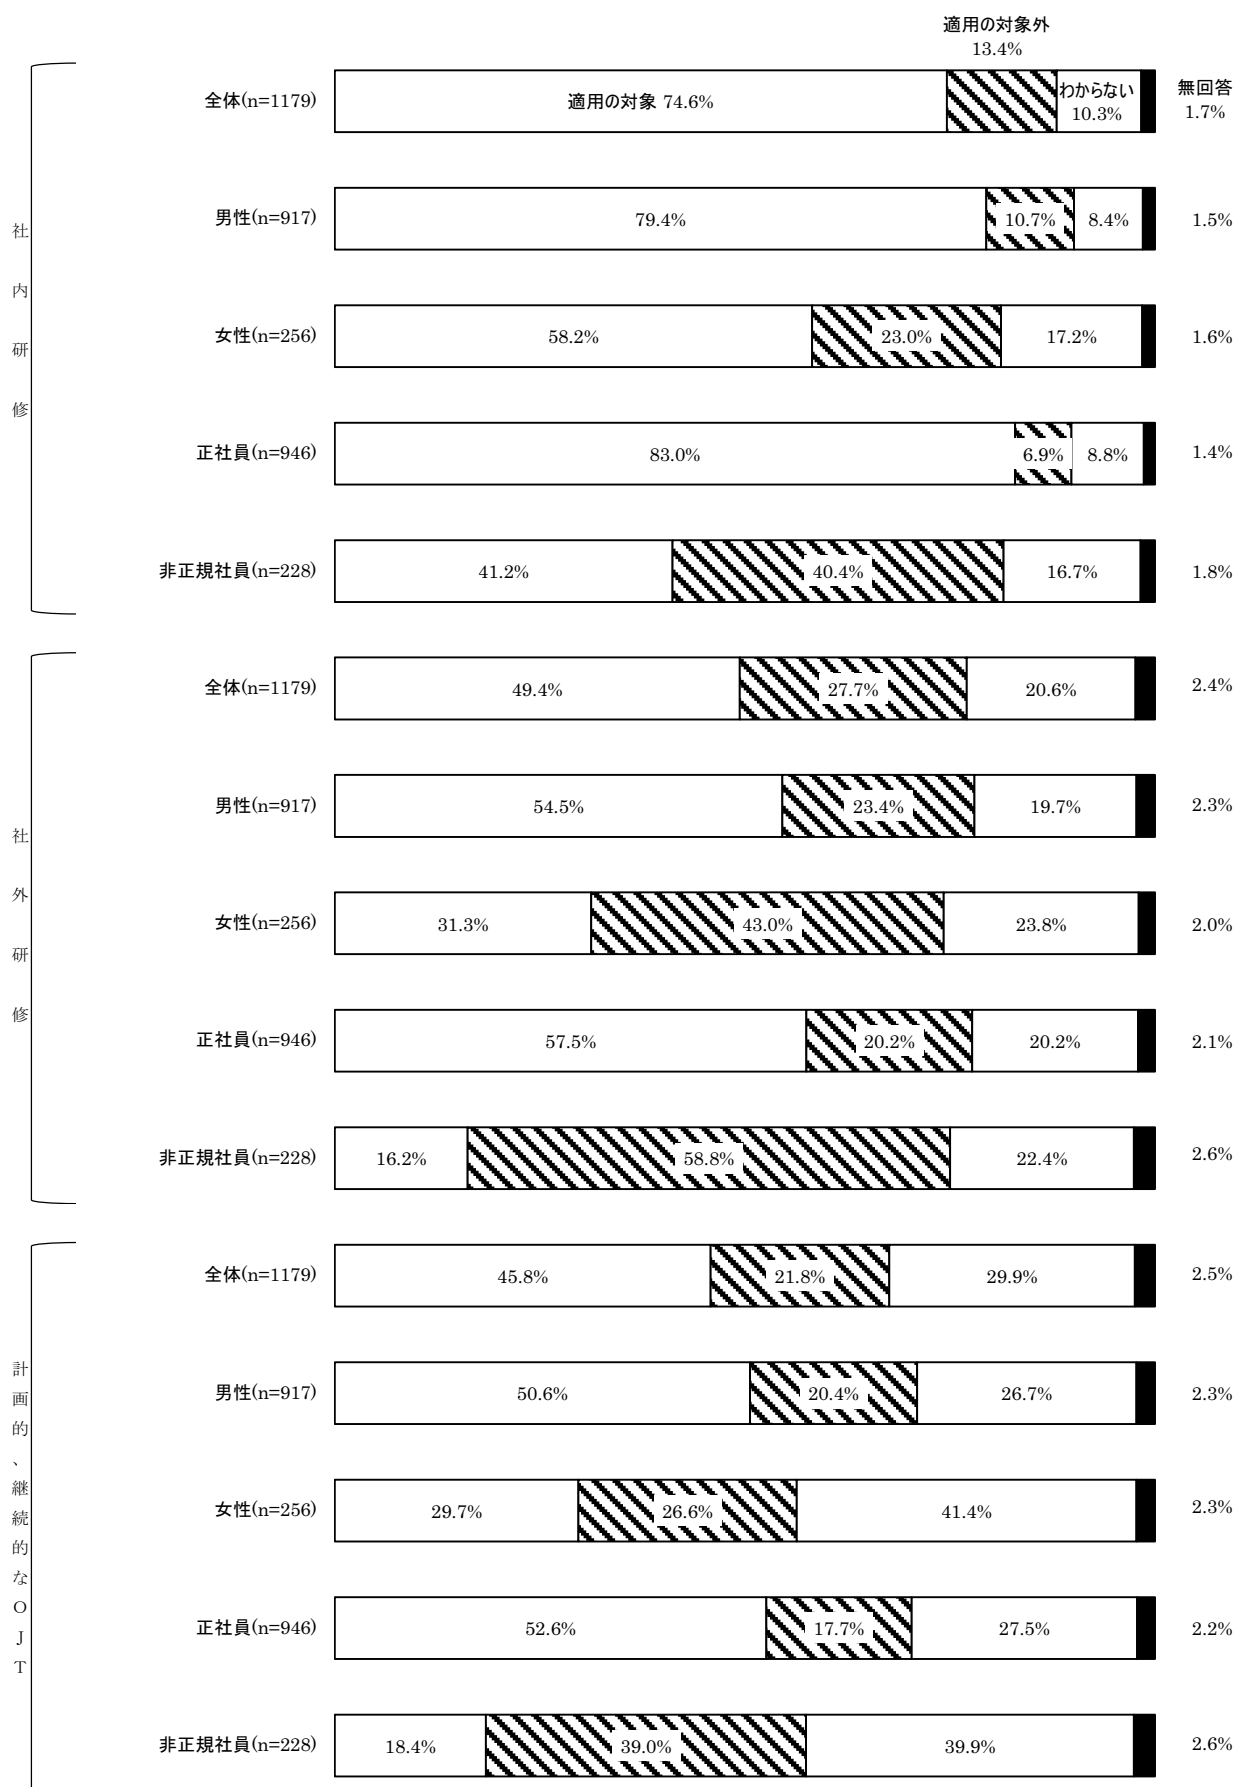 適用の対象外
13.4%
全体(n=1179)
適用の対象 74.6%
わからない
10.3%
無回答
1.7%
男性(n=917)
79.4%
10.7%
8.4%
1.5%
女性(n=256)
58.2%
23.0%
17.2%
1.6%
正社員(n=946)
83.0%
6.9%
8.8%
1.4%
非正規社員(n=228)
41.2%
40.4%
16.7%
1.8%
社内研修
全体(n=1179)
49.4%
27.7%
20.6%
2.4%
男性(n=917)
54.5%
23.4%
19.7%
2.3%
女性(n=256)
31.3%
43.0%
23.8%
2.0%
正社員(n=946)
57.5%
20.2%
20.2%
2.1%
非正規社員(n=228)
16.2%
58.8%
22.4%
2.6%
社外研修
全体(n=1179)
45.8%
21.8%
29.9%
2.5%
男性(n=917)
50.6%
20.4%
26.7%
2.3%
女性(n=256)
29.7%
26.6%
41.4%
2.3%
正社員(n=946)
52.6%
17.7%
27.5%
2.2%
非正規社員(n=228)
18.4%
39.0%
39.9%
2.6%
計画的、継続的なOJT